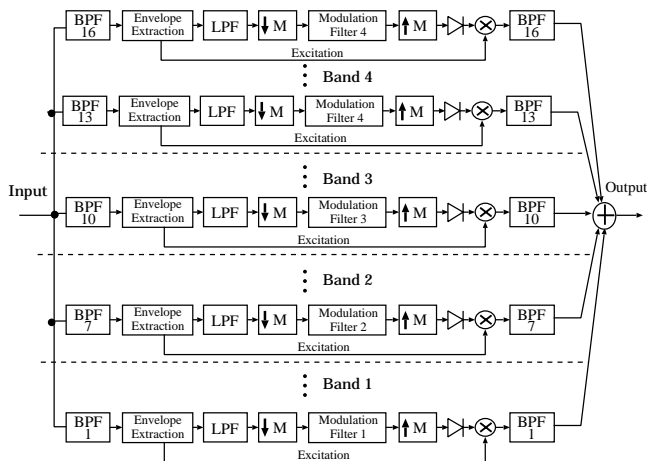 BPF 16 Envelope Extraction LPF M Modulation Filter 4 M BPF 16
Excitation
Band 4
BPF 13 Envelope Extraction LPF M Modulation Filter 4 M BPF 13
Excitation
Band 3
Input
Output
BPF 10 Envelope Extraction LPF M Modulation Filter 3 M BPF 10
Excitation
Band 2
BPF 7 Envelope Extraction LPF M Modulation Filter 2 M BPF 7
Excitation
Band 1
BPF 1 Envelope Extraction LPF M Modulation Filter 1 M BPF 1
Excitation